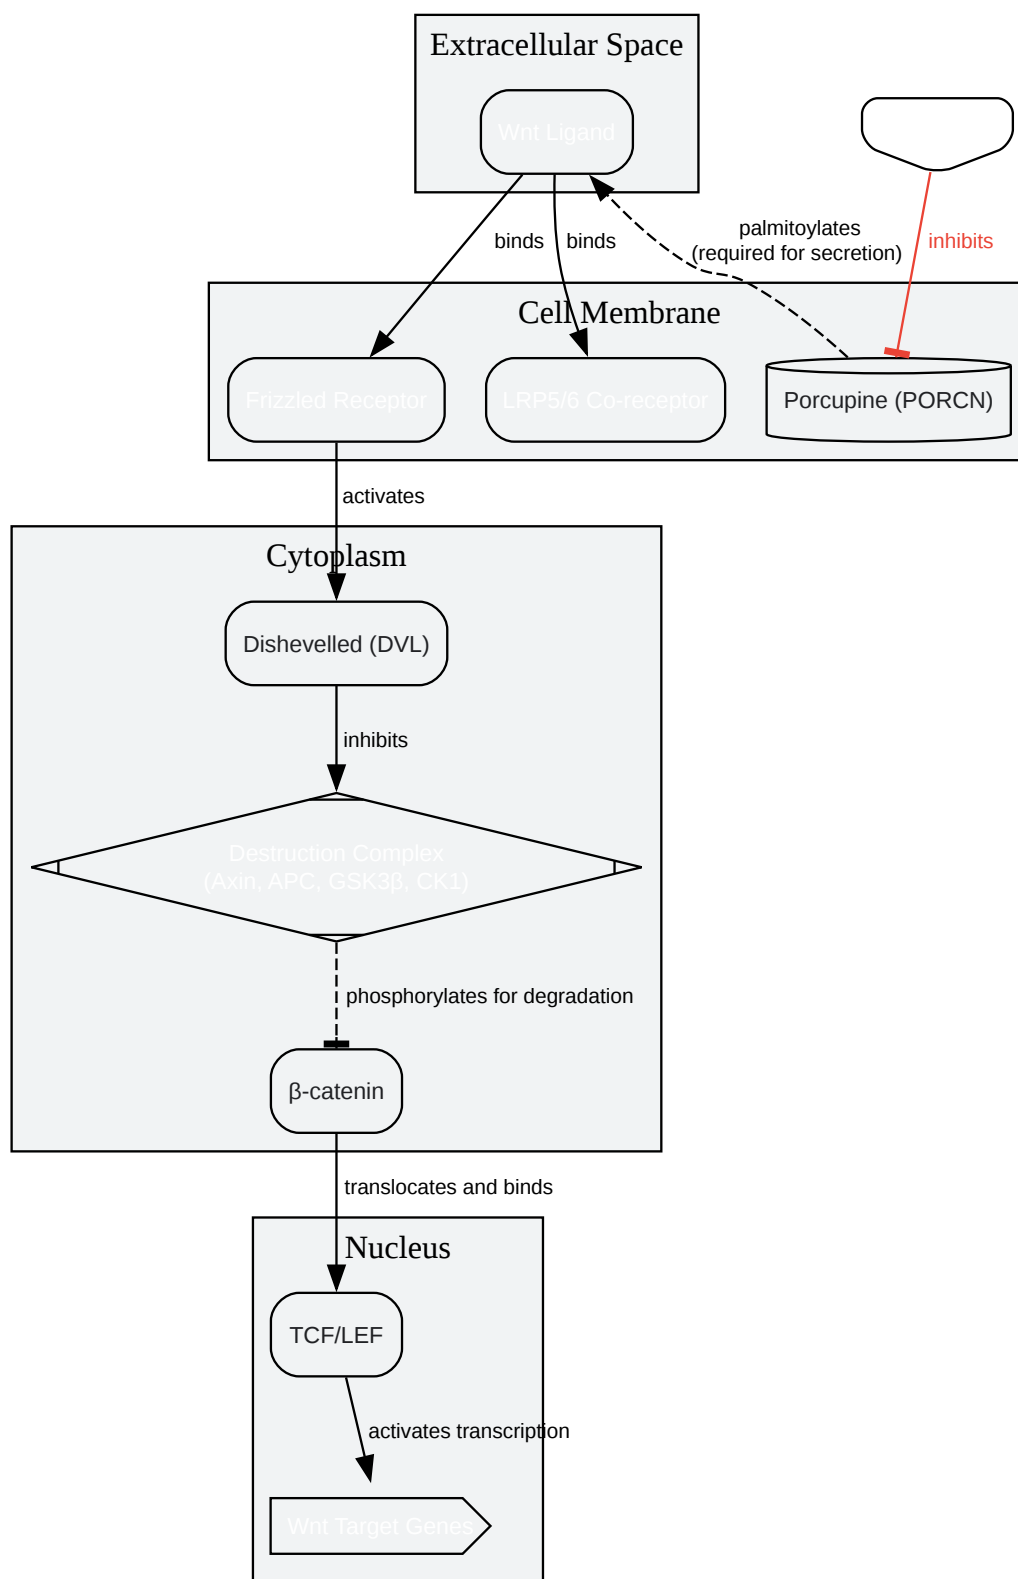 Extracellular Space
Wnt Ligand
binds
binds
palmitoylates
(required for secretion)
inhibits
Cell Membrane
Frizzled Receptor
LRP5/6 Co-receptor
Porcupine (PORCN)
activates
Cytoplasm
Dishevelled (DVL)
inhibits
Destruction Complex
(Axin, APC, GSK3β, CK1)
phosphorylates for degradation
β-catenin
translocates and binds
Nucleus
TCF/LEF
activates transcription
Wnt Target Genes